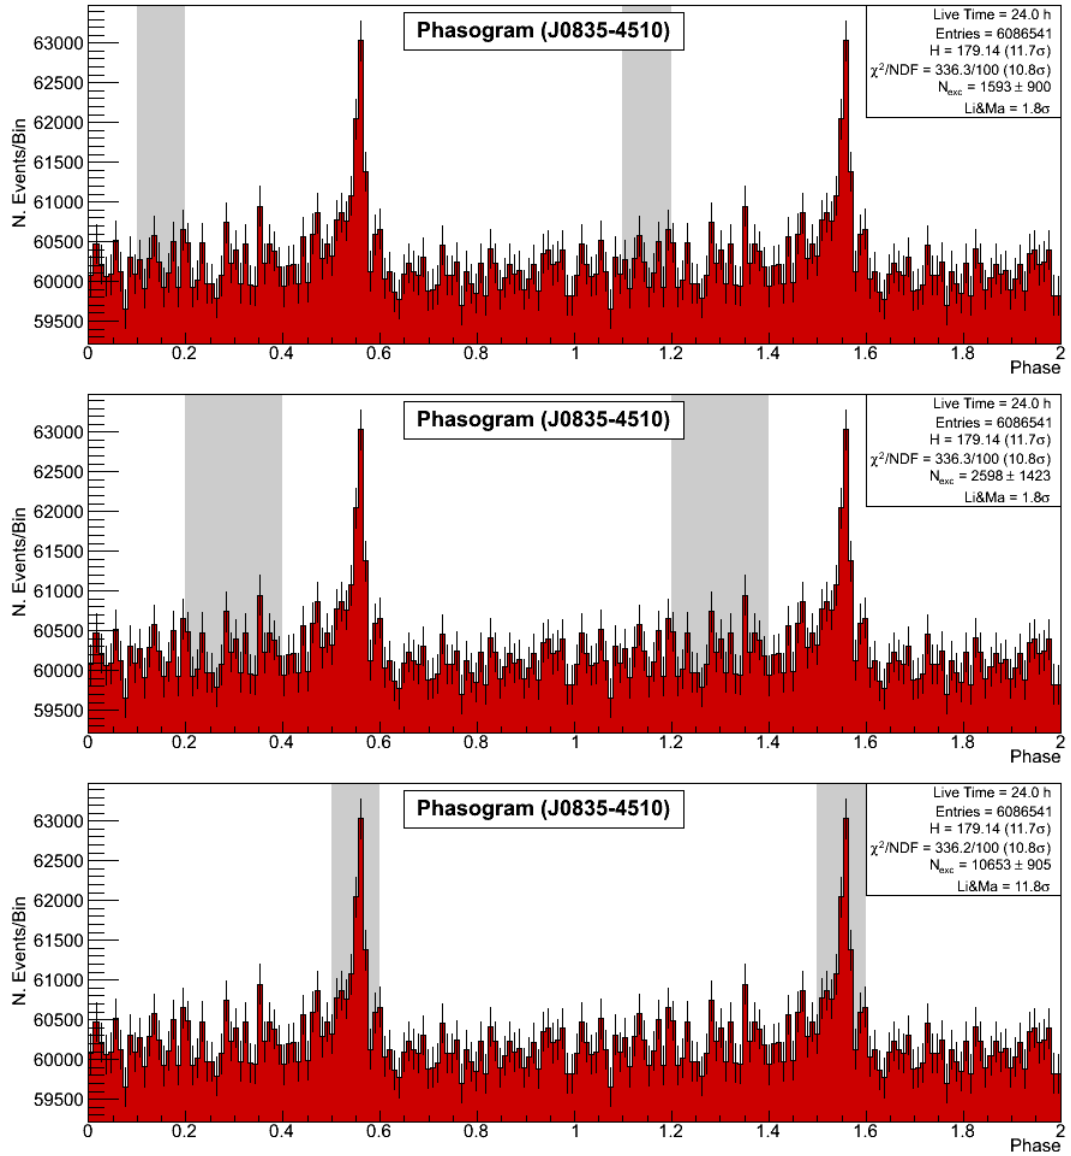 Phasogram (J0835-4510)
Live Time = 24.0 h
Entries = 6086541
H = 179.14 (11.7σ)
χ²/NDF = 336.3/100 (10.8σ)
N_exc = 1593 ± 900
Li&Ma = 1.8σ
N. Events/Bin
63000
62500
62000
61500
61000
60500
60000
59500
0 0.2 0.4 0.6 0.8 1 1.2 1.4 1.6 1.8 2
Phase
Phasogram (J0835-4510)
Live Time = 24.0 h
Entries = 6086541
H = 179.14 (11.7σ)
χ²/NDF = 336.3/100 (10.8σ)
N_exc = 2598 ± 1423
Li&Ma = 1.8σ
N. Events/Bin
63000
62500
62000
61500
61000
60500
60000
59500
0 0.2 0.4 0.6 0.8 1 1.2 1.4 1.6 1.8 2
Phase
Phasogram (J0835-4510)
Live Time = 24.0 h
Entries = 6086541
H = 179.14 (11.7σ)
χ²/NDF = 336.2/100 (10.8σ)
N_exc = 10653 ± 905
Li&Ma = 11.8σ
N. Events/Bin
63000
62500
62000
61500
61000
60500
60000
59500
0 0.2 0.4 0.6 0.8 1 1.2 1.4 1.6 1.8 2
Phase